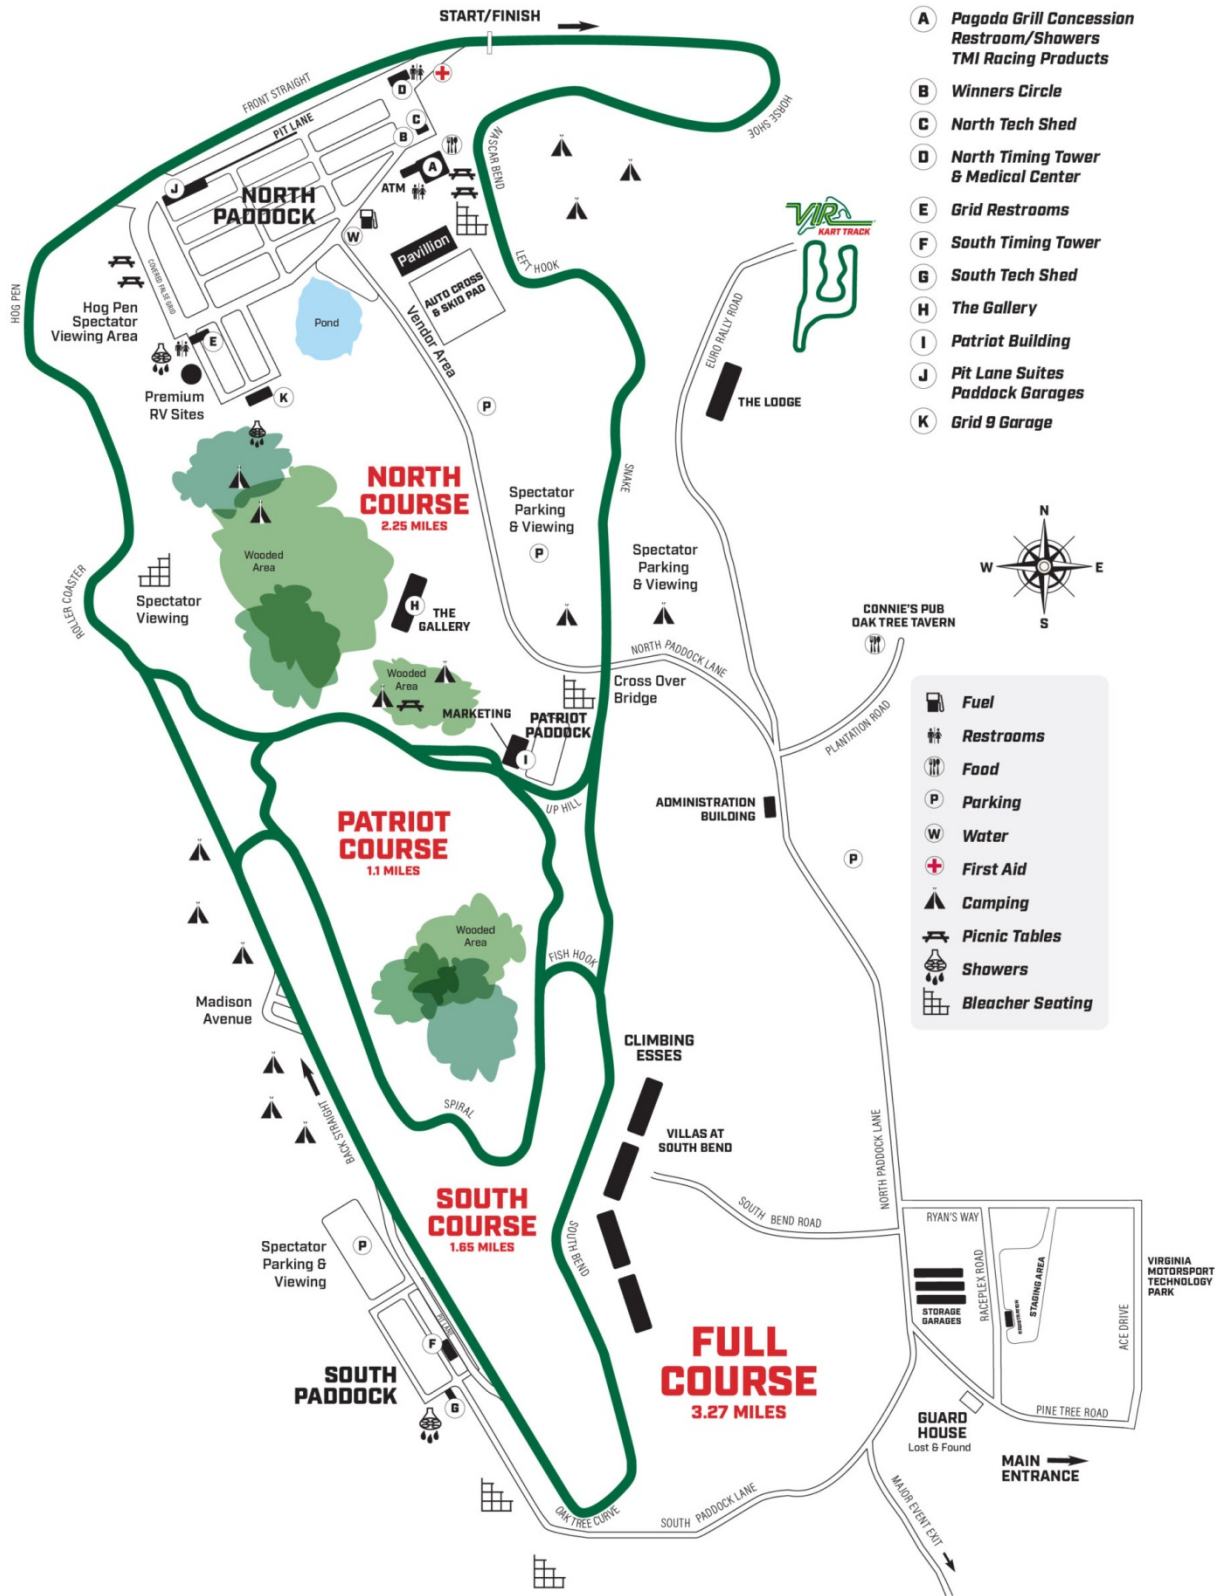 START/FINISH
FRONT STRAIGHT
PIT LANE
HORSE SHOE
NASCAR BEND
D
C
B
A
J
NORTH
PADDOCK
ATM
W
Pavillion
AUTO CROSS
& SKID PAD
LEFT HOOK
VIR
KART TRACK
HOG PEN
COVERED FALSE GRID
Hog Pen
Spectator
Viewing Area
E
Pond
Vendor Area
EURO RALLY ROAD
Premium
RV Sites
K
P
THE LODGE
NORTH
COURSE
2.25 MILES
SNAKE
Spectator
Parking
& Viewing
P
Wooded
Area
Spectator
Parking
& Viewing
ROLLER COASTER
Spectator
Viewing
H
THE
GALLERY
CONNIE'S PUB
OAK TREE TAVERN
NORTH PADDOCK LANE
Wooded
Area
Cross Over
Bridge
MARKETING
PATRIOT
PADDOCK
I
PLANTATION ROAD
UP HILL
ADMINISTRATION
BUILDING
P
PATRIOT
COURSE
1.1 MILES
Wooded
Area
FISH HOOK
Madison
Avenue
CLIMBING
ESSES
BACK STRAIGHT
SPIRAL
VILLAS AT
SOUTH BEND
NORTH PADDOCK LANE
SOUTH
COURSE
1.65 MILES
SOUTH BEND
SOUTH BEND ROAD
RYAN'S WAY
Spectator
Parking &
Viewing
P
RACEPLEX ROAD
STAGING AREA
STORAGE
GARAGES
ACE DRIVE
VIRGINIA
MOTORSPORT
TECHNOLOGY
PARK
PIT LANE
F
SOUTH
PADDOCK
G
FULL
COURSE
3.27 MILES
GUARD
HOUSE
Lost & Found
PINE TREE ROAD
MAIN
ENTRANCE
OAK TREE CURVE
SOUTH PADDOCK LANE
MAJOR EVENT EXIT
A Pagoda Grill Concession
Restroom/Showers
TMI Racing Products
B Winners Circle
C North Tech Shed
D North Timing Tower
& Medical Center
E Grid Restrooms
F South Timing Tower
G South Tech Shed
H The Gallery
I Patriot Building
J Pit Lane Suites
Paddock Garages
K Grid 9 Garage
N
W E
S
Fuel
Restrooms
Food
P Parking
W Water
First Aid
Camping
Picnic Tables
Showers
Bleacher Seating